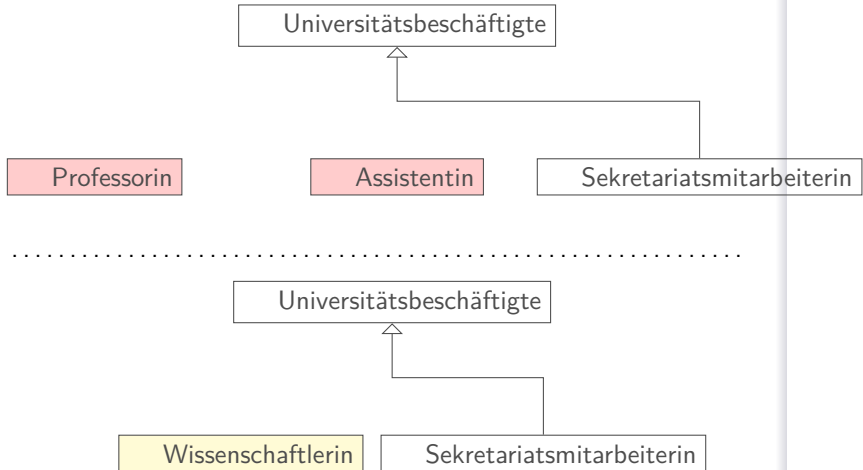 Universitätsbeschäftigte
Professorin Assistentin Sekretariatsmitarbeiterin
Universitätsbeschäftigte
Wissenschaftlerin Sekretariatsmitarbeiterin